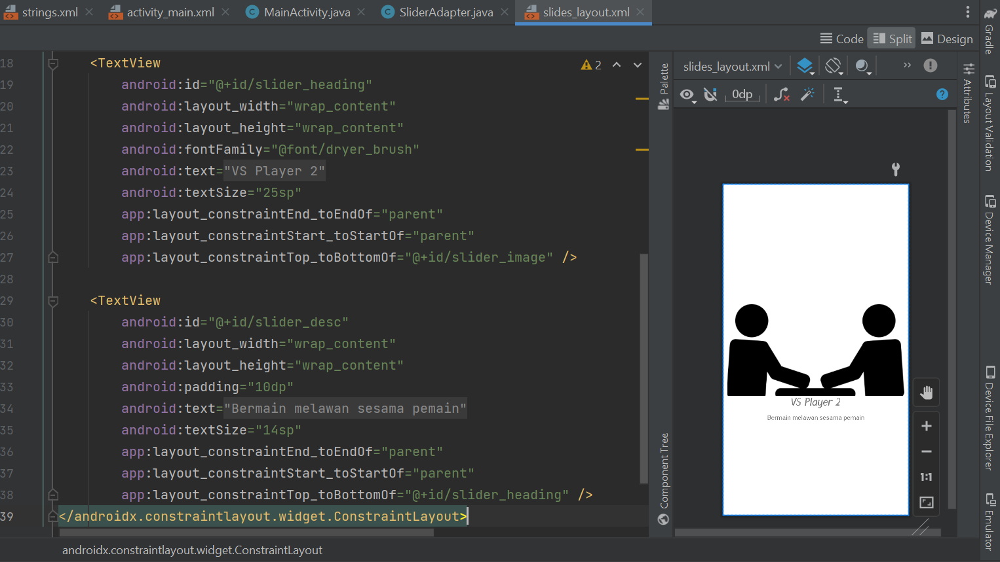 strings.xml
activity_main.xml
MainActivity.java
SliderAdapter.java
slides_layout.xml
Code
Split
Design
18 <TextView
19 android:id="@+id/slider_heading"
20 android:layout_width="wrap_content"
21 android:layout_height="wrap_content"
22 android:fontFamily="@font/dryer_brush"
23 android:text="VS Player 2"
24 android:textSize="25sp"
25 app:layout_constraintEnd_toEndOf="parent"
26 app:layout_constraintStart_toStartOf="parent"
27 app:layout_constraintTop_toBottomOf="@+id/slider_image" />
28
29 <TextView
30 android:id="@+id/slider_desc"
31 android:layout_width="wrap_content"
32 android:layout_height="wrap_content"
33 android:padding="10dp"
34 android:text="Bermain melawan sesama pemain"
35 android:textSize="14sp"
36 app:layout_constraintEnd_toEndOf="parent"
37 app:layout_constraintStart_toStartOf="parent"
38 app:layout_constraintTop_toBottomOf="@+id/slider_heading" />
39 </androidx.constraintlayout.widget.ConstraintLayout>
2
androidx.constraintlayout.widget.ConstraintLayout
Palette
Component Tree
slides_layout.xml
0dp
VS Player 2
Bermain melawan sesama pemain
1:1
Attributes
Gradle
Layout Validation
Device Manager
Device File Explorer
Emulator